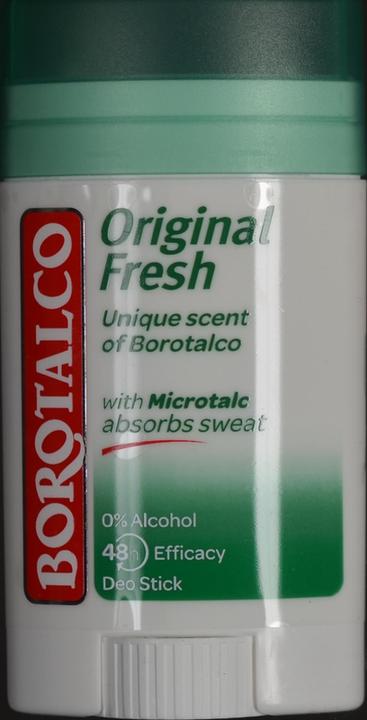 BOROTALCO
Original
Fresh
Unique scent
of Borotalco
with Microtalc
absorbs sweat
0% Alcohol
48h Efficacy
Deo Stick